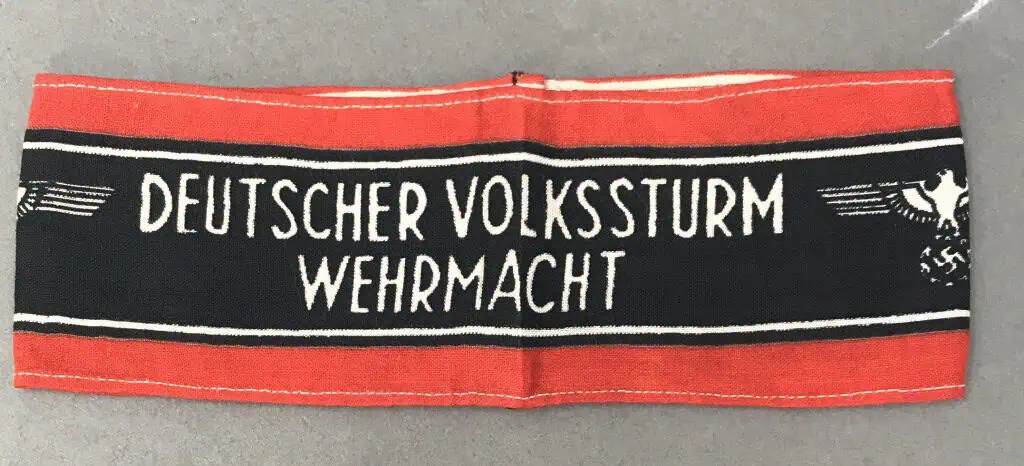 DEUTSCHER VOLKSSTURM
WEHRMACHT